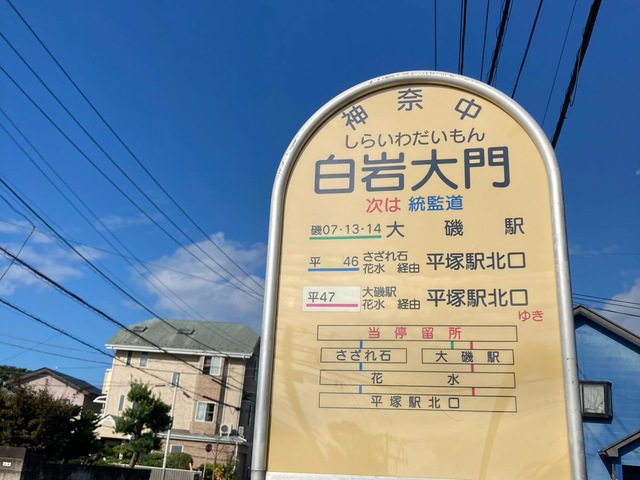 神奈中
しらいわだいもん
白岩大門
次は 統監道
磯07・13・14 大磯駅
平 46 さざれ石 花水 経由 平塚駅北口
平47 大磯駅 花水 経由 平塚駅北口
ゆき
当停留所
さざれ石 大磯駅
花水
平塚駅北口